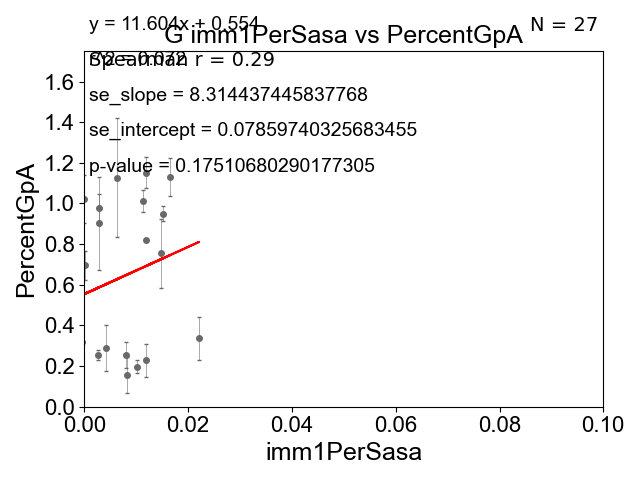 y = 11.604x + 0.554
G imm1PerSasa vs PercentGpA
N = 27
Spearman r = 0.29
se_slope = 8.314437445837768
se_intercept = 0.07859740325683455
p-value = 0.17510680290177305
PercentGpA
1.6
1.4
1.2
1.0
0.8
0.6
0.4
0.2
0.0
0.00
0.02
0.04
0.06
0.08
0.10
imm1PerSasa